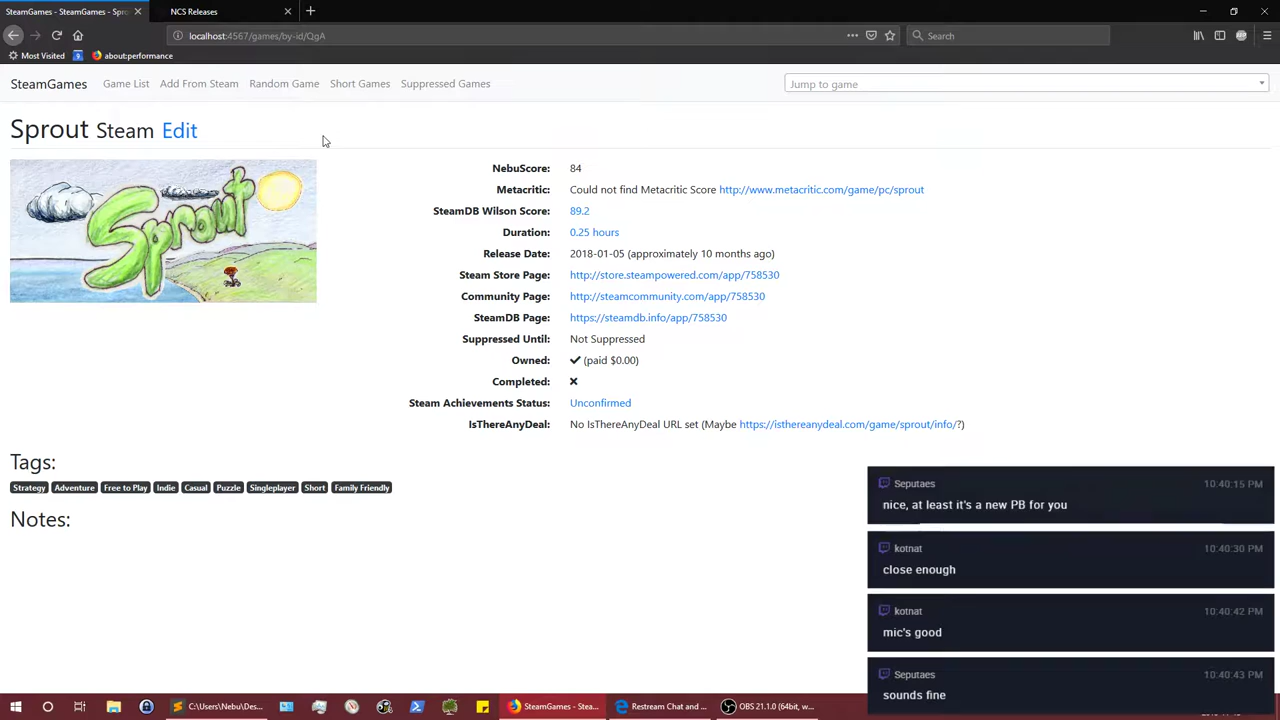 SteamGames - SteamGames - Spro
NCS Releases
localhost:4567/games/by-id/QgA
Search
Most Visited
about:performance
SteamGames
Game List
Add From Steam
Random Game
Short Games
Suppressed Games
Jump to game
Sprout Steam Edit
Sprout
NebuScore: 84
Metacritic: Could not find Metacritic Score http://www.metacritic.com/game/pc/sprout
SteamDB Wilson Score: 89.2
Duration: 0.25 hours
Release Date: 2018-01-05 (approximately 10 months ago)
Steam Store Page: http://store.steampowered.com/app/758530
Community Page: http://steamcommunity.com/app/758530
SteamDB Page: https://steamdb.info/app/758530
Suppressed Until: Not Suppressed
Owned: ✔ (paid $0.00)
Completed: ✖
Steam Achievements Status: Unconfirmed
IsThereAnyDeal: No IsThereAnyDeal URL set (Maybe https://isthereanydeal.com/game/sprout/info/?)
Tags:
Strategy Adventure Free to Play Indie Casual Puzzle Singleplayer Short Family Friendly
Notes:
Seputaes 10:40:15 PM
nice, at least it's a new PB for you
kotnat 10:40:30 PM
close enough
kotnat 10:40:42 PM
mic's good
Seputaes 10:40:43 PM
sounds fine
C:\Users\Nebu\Des...
SteamGames - Stea...
Restream Chat and ...
OBS 21.1.0 (64bit, w...